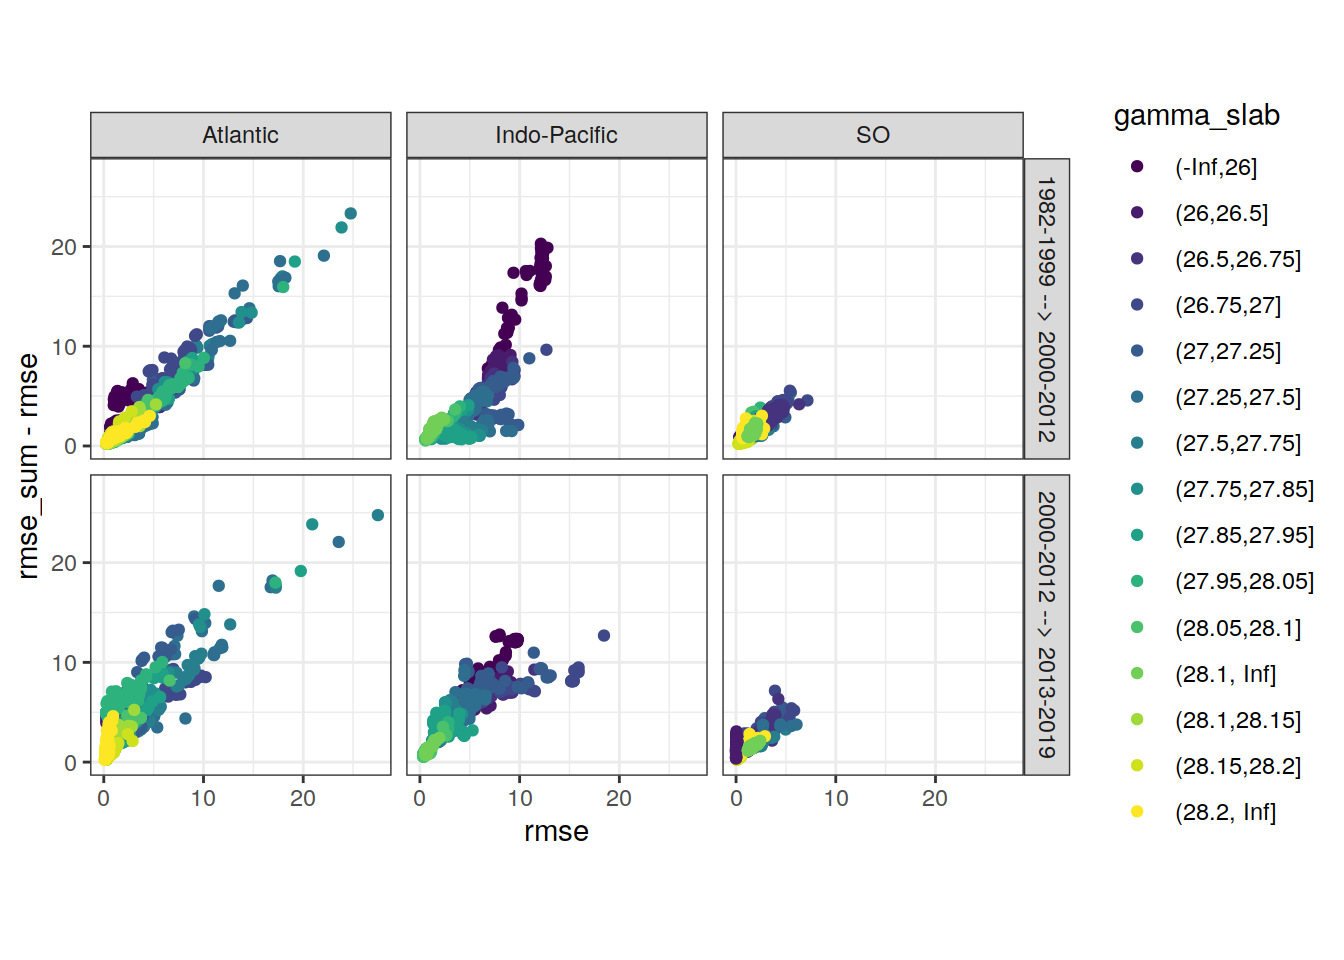 Atlantic
Indo-Pacific
SO
1982-1999 --> 2000-2012
2000-2012 --> 2013-2019
rmse_sum - rmse
20
10
0
20
10
0
0
10
20
0
10
20
0
10
20
rmse
gamma_slab
(-Inf,26]
(26,26.5]
(26.5,26.75]
(26.75,27]
(27,27.25]
(27.25,27.5]
(27.5,27.75]
(27.75,27.85]
(27.85,27.95]
(27.95,28.05]
(28.05,28.1]
(28.1, Inf]
(28.1,28.15]
(28.15,28.2]
(28.2, Inf]